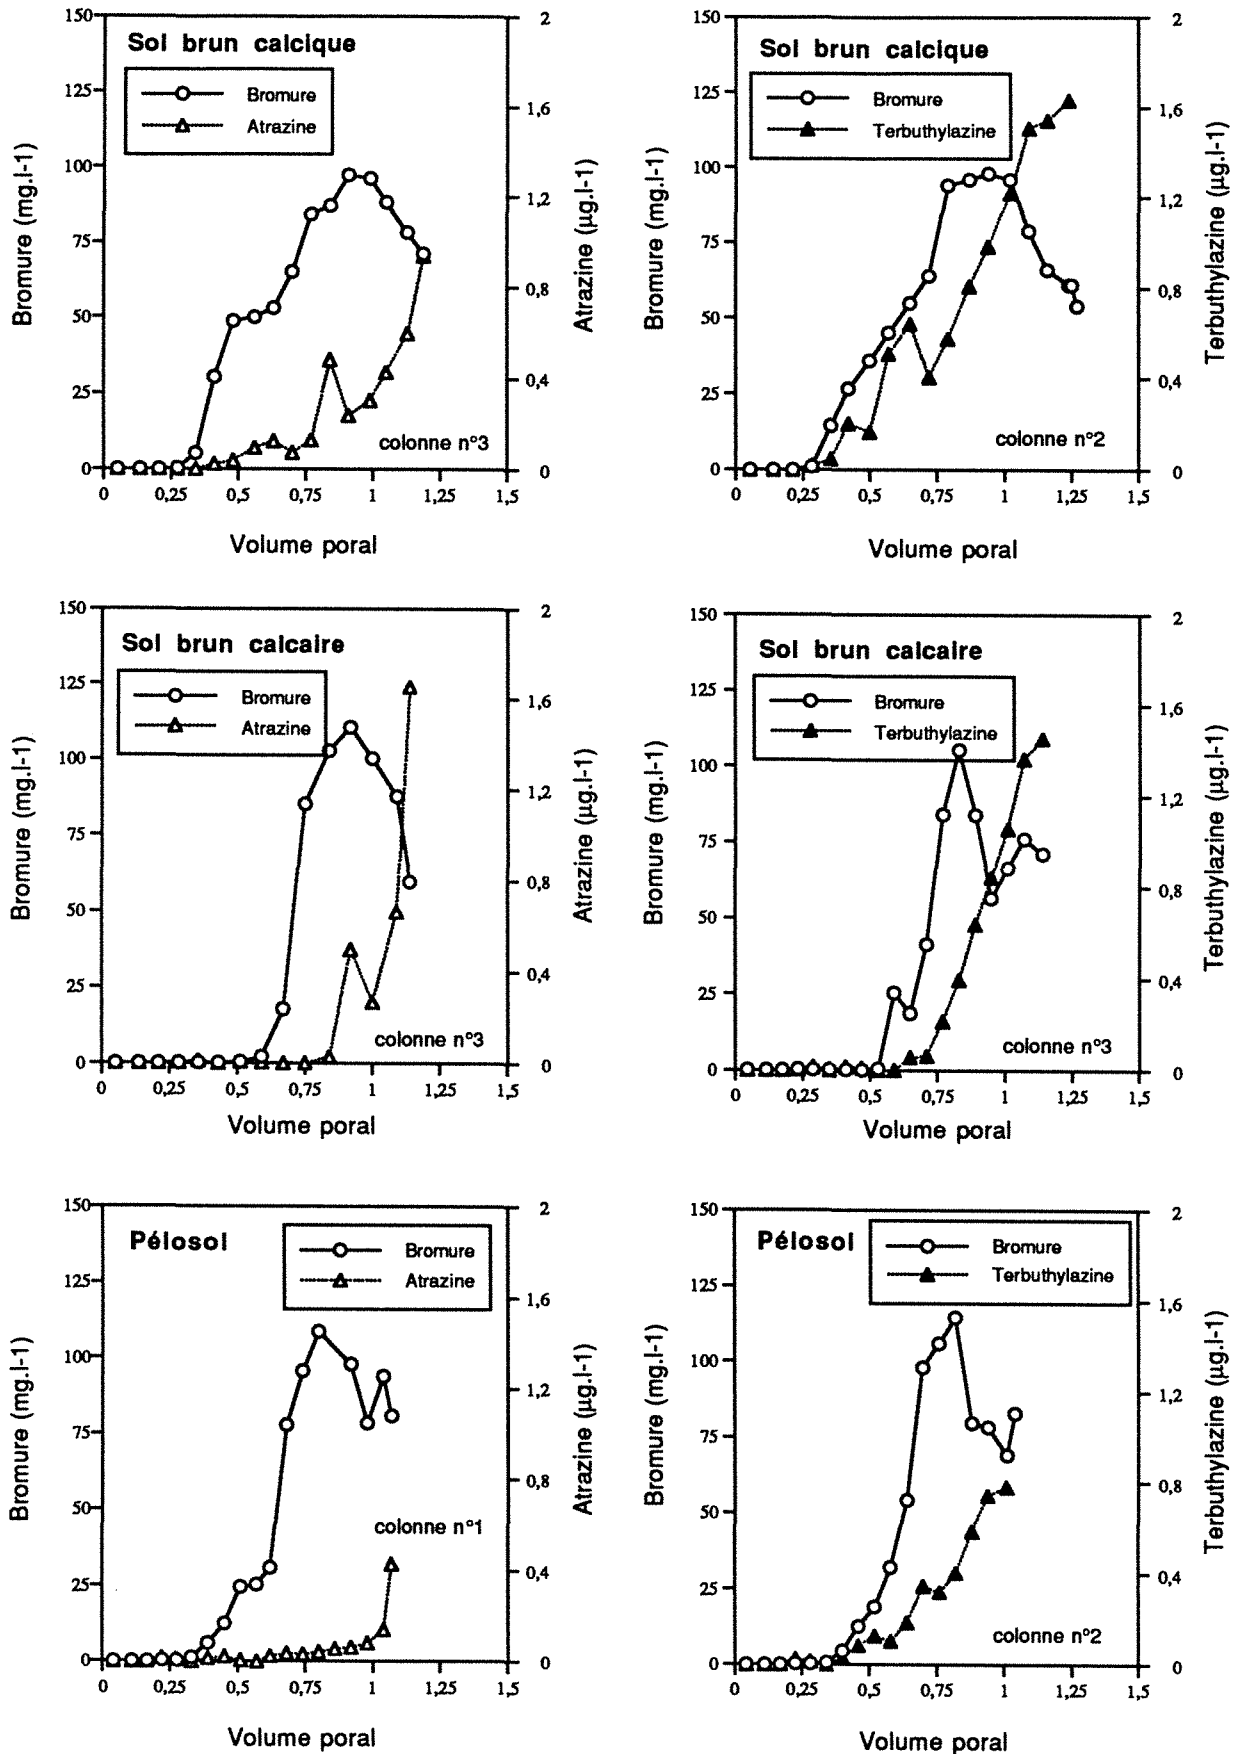 Sol brun calcique
Bromure
Atrazine
colonne n°3
150
125
100
75
50
25
0
2
1,6
1,2
0,8
0,4
0
0
0,25
0,5
0,75
1
1,25
1,5
Bromure (mg.l-1)
Atrazine (µg.l-1)
Volume poral
Sol brun calcique
Bromure
Terbuthylazine
colonne n°2
150
125
100
75
50
25
0
2
1,6
1,2
0,8
0,4
0
0
0,25
0,5
0,75
1
1,25
1,5
Bromure (mg.l-1)
Terbuthylazine (µg.l-1)
Volume poral
Sol brun calcaire
Bromure
Atrazine
colonne n°3
150
125
100
75
50
25
0
2
1,6
1,2
0,8
0,4
0
0
0,25
0,5
0,75
1
1,25
1,5
Bromure (mg.l-1)
Atrazine (µg.l-1)
Volume poral
Sol brun calcaire
Bromure
Terbuthylazine
colonne n°3
150
125
100
75
50
25
0
2
1,6
1,2
0,8
0,4
0
0
0,25
0,5
0,75
1
1,25
1,5
Bromure (mg.l-1)
Terbuthylazine (µg.l-1)
Volume poral
Pélosol
Bromure
Atrazine
colonne n°1
150
125
100
75
50
25
0
2
1,6
1,2
0,8
0,4
0
0
0,25
0,5
0,75
1
1,25
1,5
Bromure (mg.l-1)
Atrazine (µg.l-1)
Volume poral
Pélosol
Bromure
Terbuthylazine
colonne n°2
150
125
100
75
50
25
0
2
1,6
1,2
0,8
0,4
0
0
0,25
0,5
0,75
1
1,25
1,5
Bromure (mg.l-1)
Terbuthylazine (µg.l-1)
Volume poral